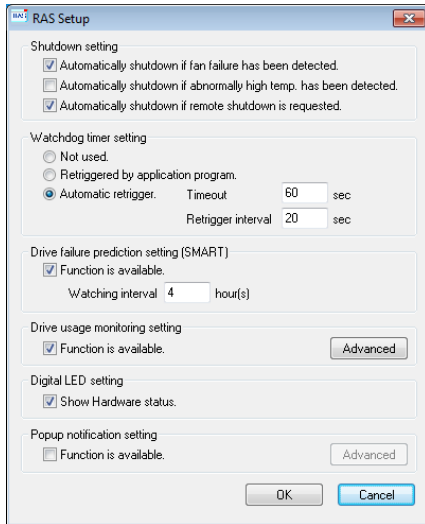 RAS RAS Setup
Shutdown setting
Automatically shutdown if fan failure has been detected.
Automatically shutdown if abnormally high temp. has been detected.
Automatically shutdown if remote shutdown is requested.
Watchdog timer setting
Not used.
Retriggered by application program.
Automatic retrigger. Timeout 60 sec
Retrigger interval 20 sec
Drive failure prediction setting (SMART)
Function is available.
Watching interval 4 hour(s)
Drive usage monitoring setting
Function is available. Advanced
Digital LED setting
Show Hardware status.
Popup notification setting
Function is available. Advanced
OK Cancel